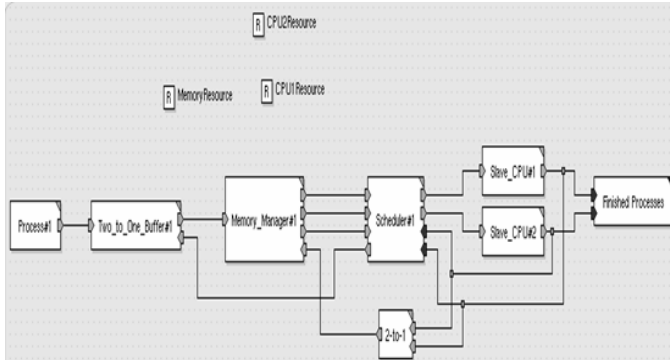 R CPU2Resource
R MemoryResource
R CPU1Resource
Process#1
Two_to_One_Buffer#1
Memory_Manager#1
Scheduler#1
Slave_CPU#1
Slave_CPU#2
Finished Processes
2-to-1